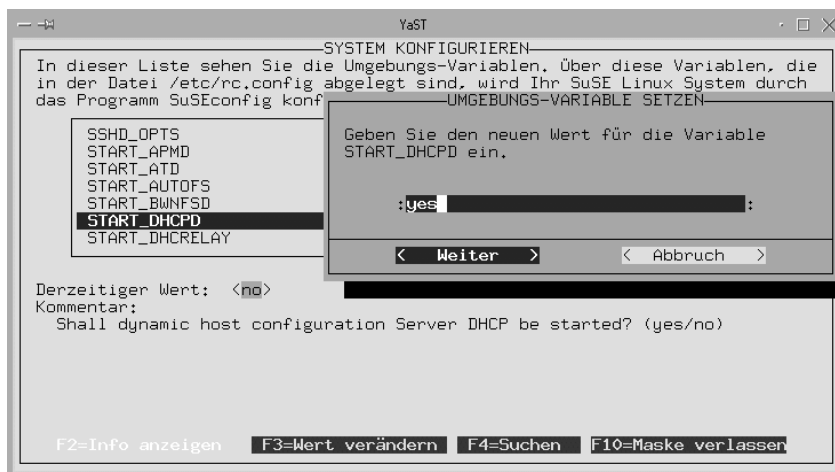 YaST
SYSTEM KONFIGURIEREN
In dieser Liste sehen Sie die Umgebungs-Variablen. Über diese Variablen, die
in der Datei /etc/rc.config abgelegt sind, wird Ihr SuSE Linux System durch
das Programm SuSEconfig konf
UMGEBUNGS-VARIABLE SETZEN
Geben Sie den neuen Wert für die Variable
START_DHCPD ein.
:yes :
< Weiter > < Abbruch >
SSHD_OPTS
START_APMD
START_ATD
START_AUTOFS
START_BWNFSD
START_DHCPD
START_DHCRELAY
Derzeitiger Wert: <no>
Kommentar:
Shall dynamic host configuration Server DHCP be started? (yes/no)
F2=Info anzeigen F3=Wert verändern F4=Suchen F10=Maske verlassen